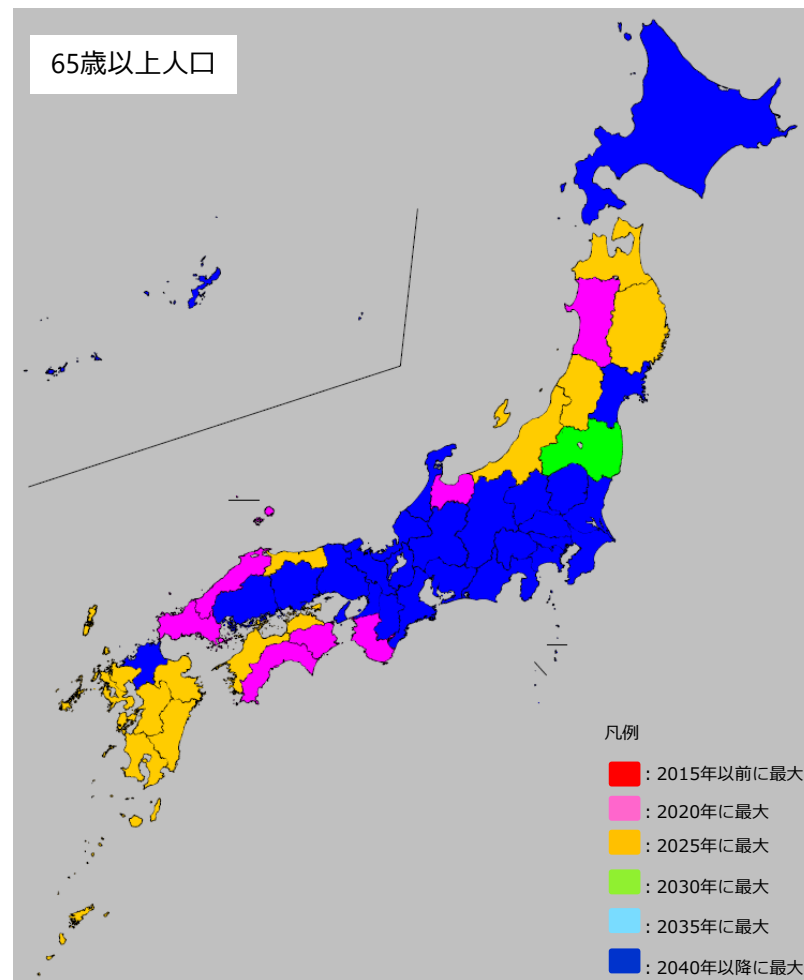 65歳以上人口
凡例
：2015年以前に最大
：2020年に最大
：2025年に最大
：2030年に最大
：2035年に最大
：2040年以降に最大